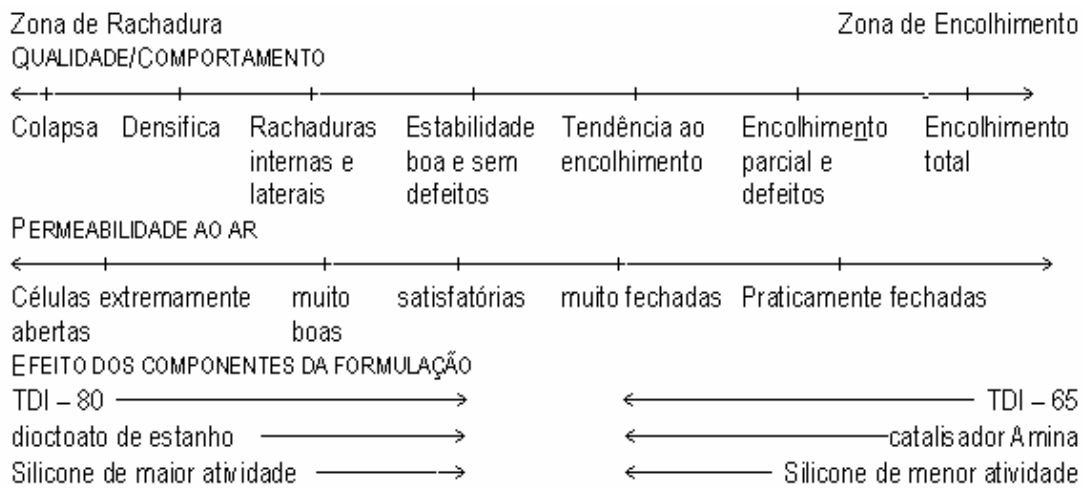 Zona de Rachadura Zona de Encolhimento
QUALIDADE/COMPORTAMENTO
Colapsa Densifica Rachaduras Estabilidade Tendência ao Encolhimento Encolhimento
internas e boa e sem encolhimento parcial e total
laterais defeitos defeitos
PERMEABILIDADE AO AR
Células extremamente muito satisfatórias muito fechadas Praticamente fechadas
abertas boas
EFEITO DOS COMPONENTES DA FORMULAÇÃO
TDI – 80 TDI – 65
dioctoato de estanho catalisador Amina
Silicone de maior atividade Silicone de menor atividade